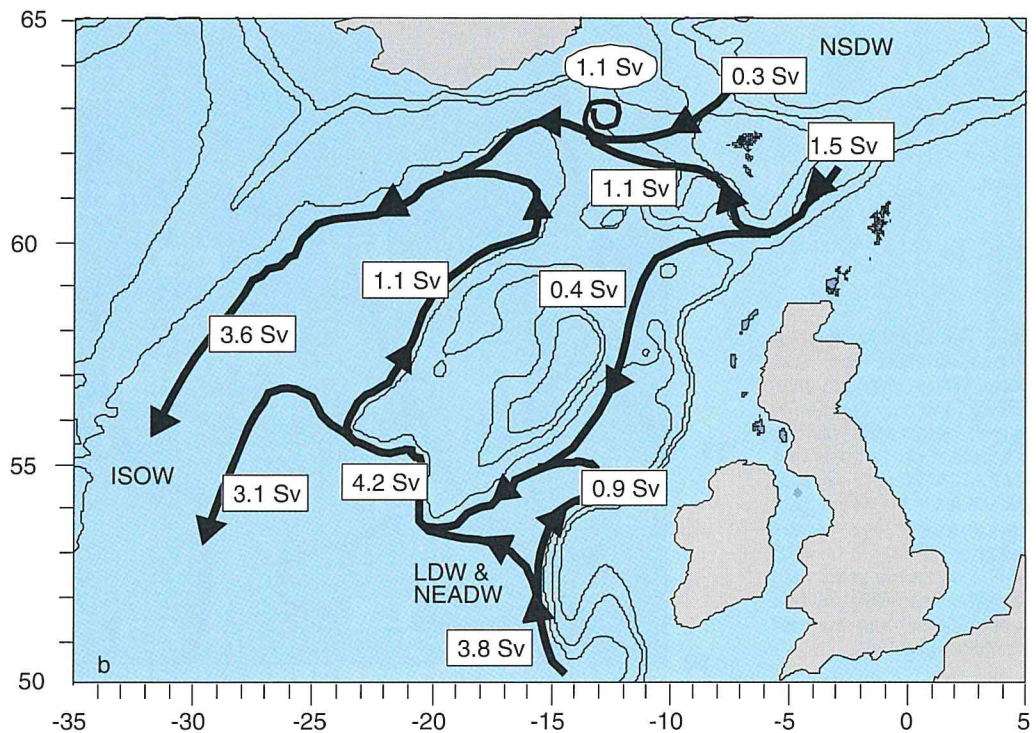 65
NSDW
1.1 Sv
0.3 Sv
1.5 Sv
1.1 Sv
60
1.1 Sv
0.4 Sv
3.6 Sv
55
ISOW
4.2 Sv
0.9 Sv
3.1 Sv
LDW &
NEADW
3.8 Sv
b
50
-35 -30 -25 -20 -15 -10 -5 0 5